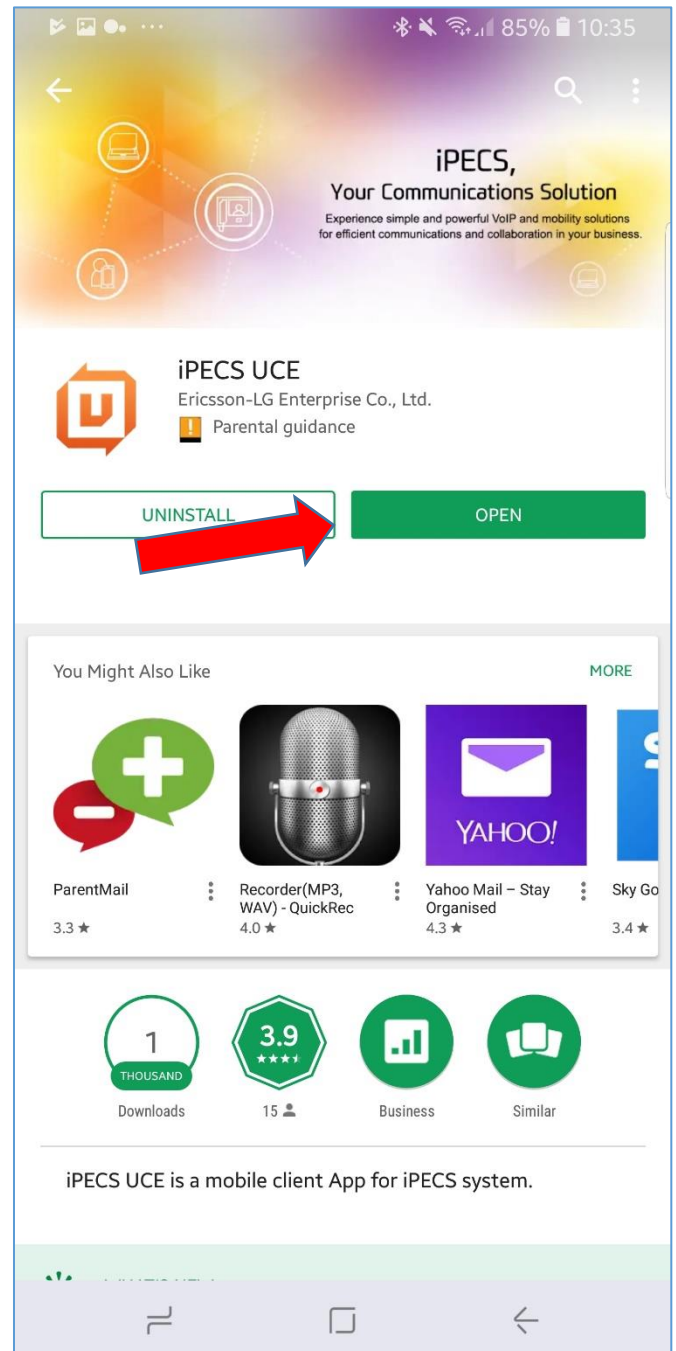 85% 10:35
iPECS,
Your Communications Solution
Experience simple and powerful VoIP and mobility solutions
for efficient communications and collaboration in your business.
U
iPECS UCE
Ericsson-LG Enterprise Co., Ltd.
! Parental guidance
UNINSTALL
OPEN
You Might Also Like
MORE
YAHOO!
ParentMail
3.3 ★
Recorder(MP3,
WAV) - QuickRec
4.0 ★
Yahoo Mail – Stay
Organised
4.3 ★
Sky Go
3.4 ★
1
THOUSAND
Downloads
3.9
15
Business
Similar
iPECS UCE is a mobile client App for iPECS system.